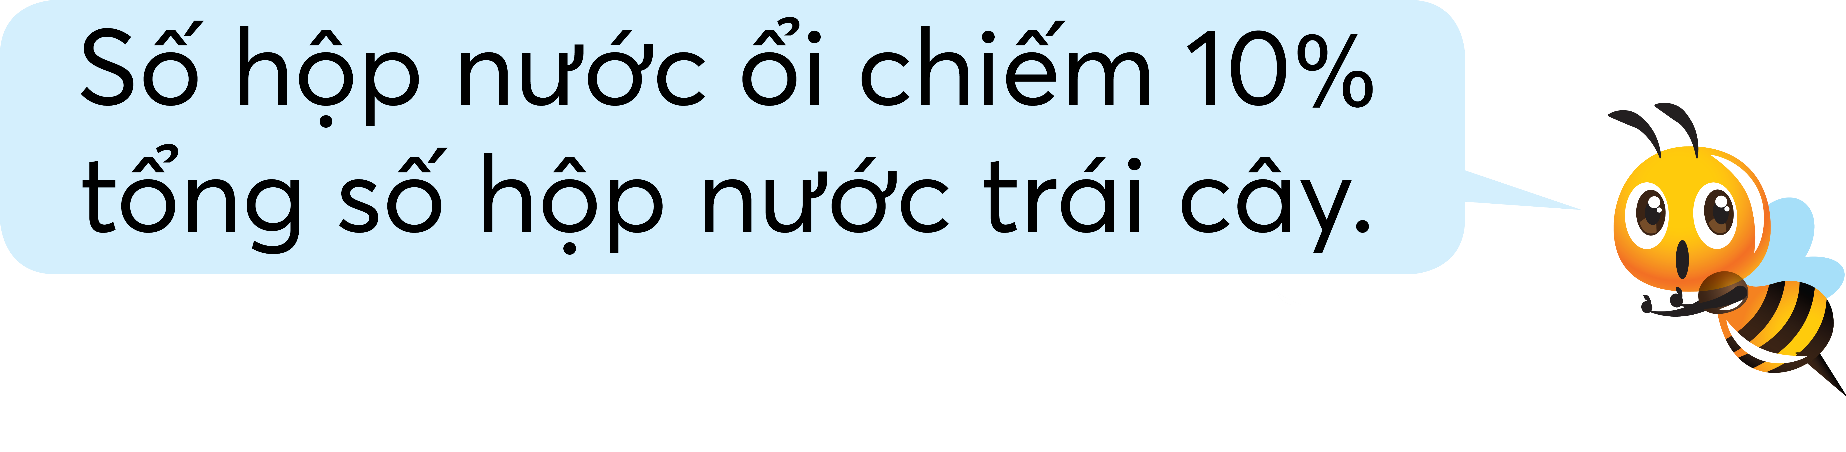 Số hộp nước ổi chiếm 10%
tổng số hộp nước trái cây.